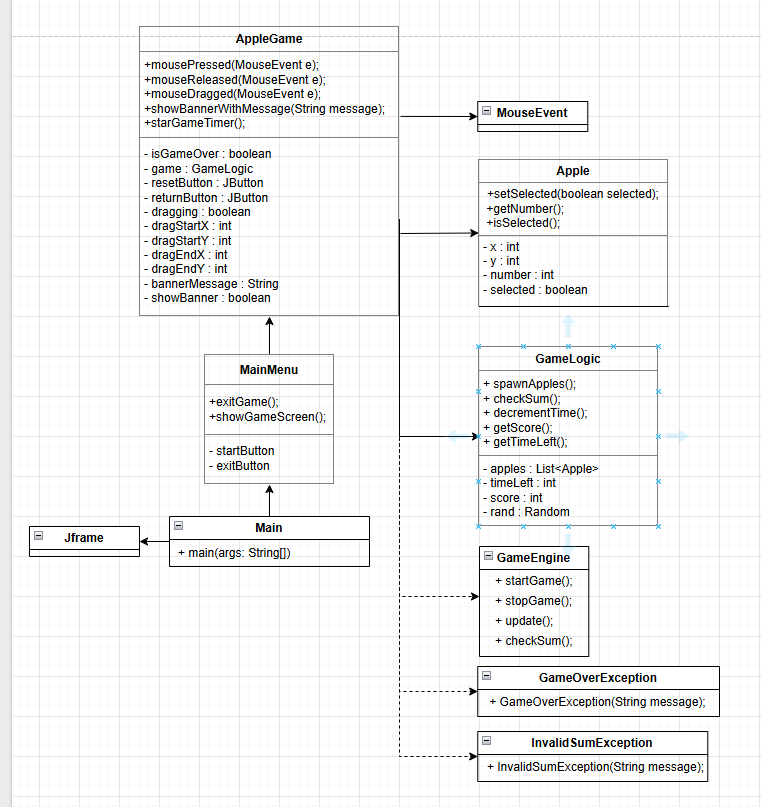 AppleGame
+mousePressed(MouseEvent e);
+mouseReleased(MouseEvent e);
+mouseDragged(MouseEvent e);
+showBannerWithMessage(String message);
+starGameTimer();
- isGameOver : boolean
- game : GameLogic
- resetButton : JButton
- returnButton : JButton
- dragging : boolean
- dragStartX : int
- dragStartY : int
- dragEndX : int
- dragEndY : int
- bannerMessage : String
- showBanner : boolean
MouseEvent
Apple
+setSelected(boolean selected);
+getNumber();
+isSelected();
- x : int
- y : int
- number : int
- selected : boolean
MainMenu
+exitGame();
+showGameScreen();
- startButton
- exitButton
GameLogic
+ spawnApples();
+ checkSum();
+ decrementTime();
+ getScore();
+ getTimeLeft();
- apples : List<Apple>
- timeLeft : int
- score : int
- rand : Random
Jframe
Main
+ main(args: String[])
GameEngine
+ startGame();
+ stopGame();
+ update();
+ checkSum();
GameOverException
+ GameOverException(String message);
InvalidSumException
+ InvalidSumException(String message);